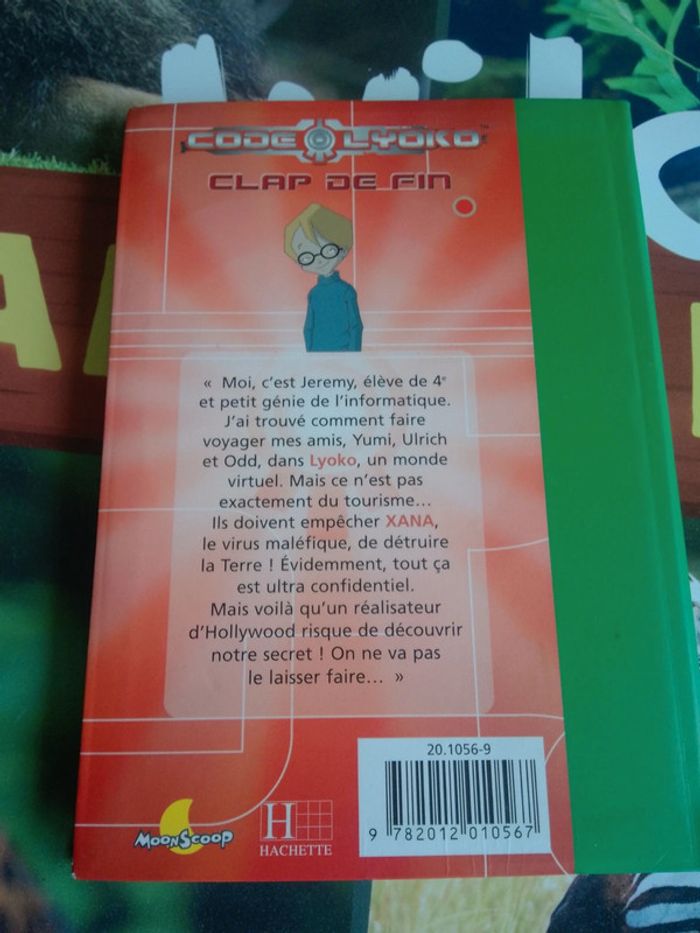 CODE LYOKO™
CLAP DE FIN
« Moi, c'est Jeremy, élève de 4e
et petit génie de l'informatique.
J'ai trouvé comment faire
voyager mes amis, Yumi, Ulrich
et Odd, dans Lyoko, un monde
virtuel. Mais ce n'est pas
exactement du tourisme...
Ils doivent empêcher XANA,
le virus maléfique, de détruire
la Terre ! Évidemment, tout ça
est ultra confidentiel.
Mais voilà qu'un réalisateur
d'Hollywood risque de découvrir
notre secret ! On ne va pas
le laisser faire... »
20.1056-9
9 782012 010567
MOONSCOOP
H
HACHETTE